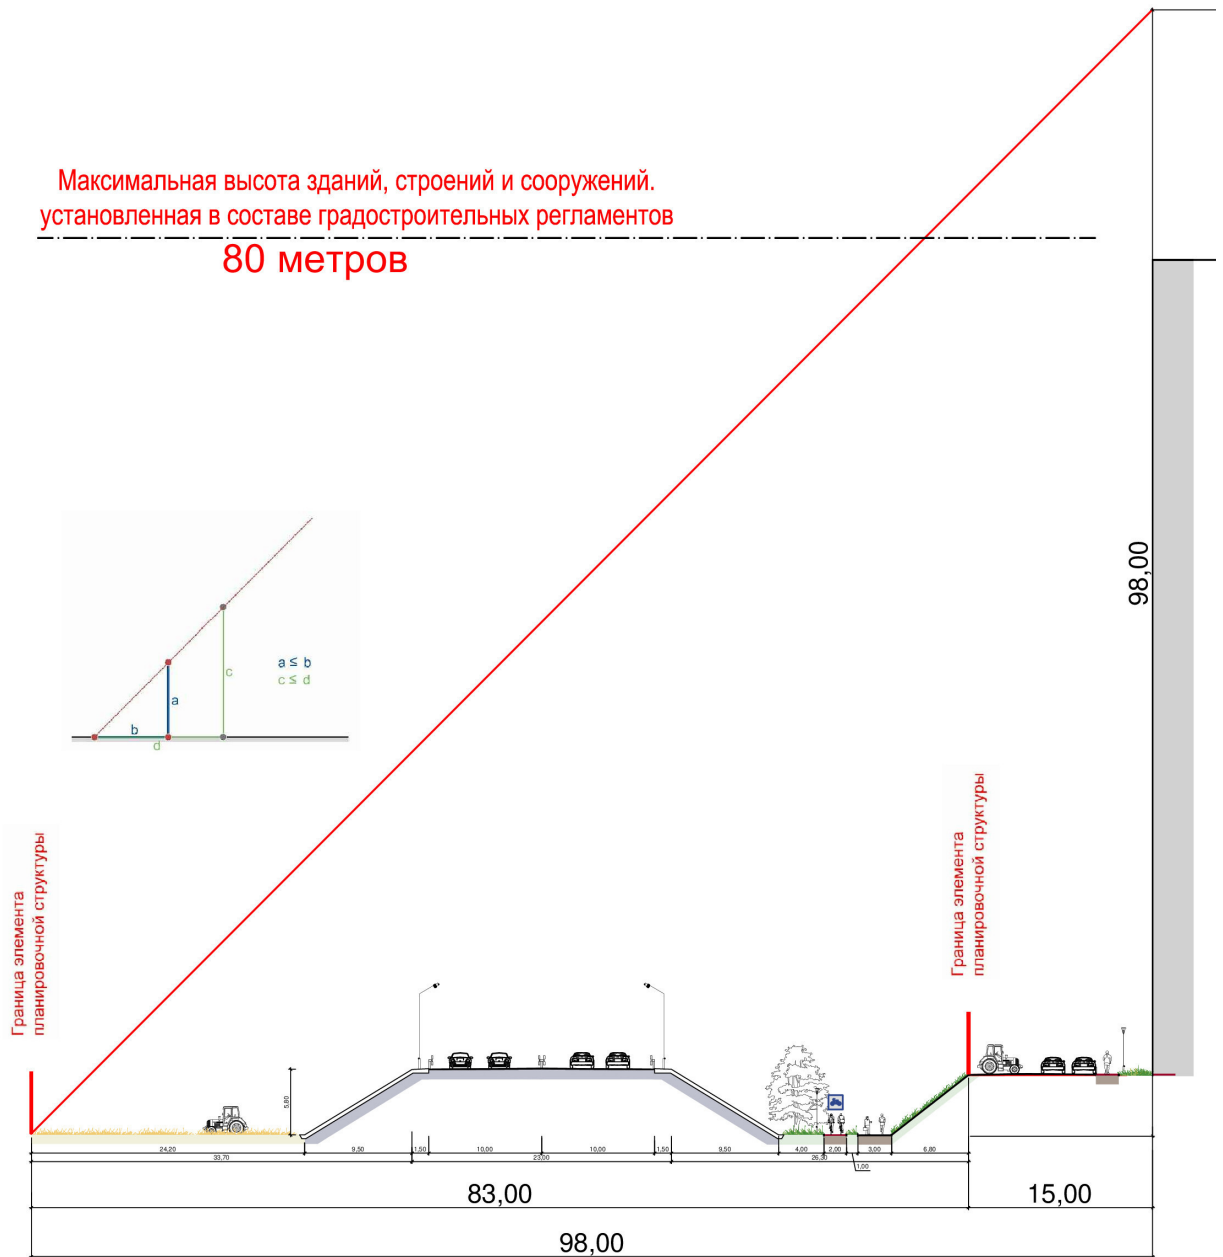 Максимальная высота зданий, строений и сооружений.
установленная в составе градостроительных регламентов
80 метров
98,00
a ≤ b
c ≤ d
c
a
b
d
Граница элемента
планировочной структуры
Граница элемента
планировочной структуры
5,80
24,20
9,50
1,50
10,00
10,00
1,50
9,50
4,00
2,00
3,00
6,80
33,70
23,00
26,30
1,00
83,00
15,00
98,00